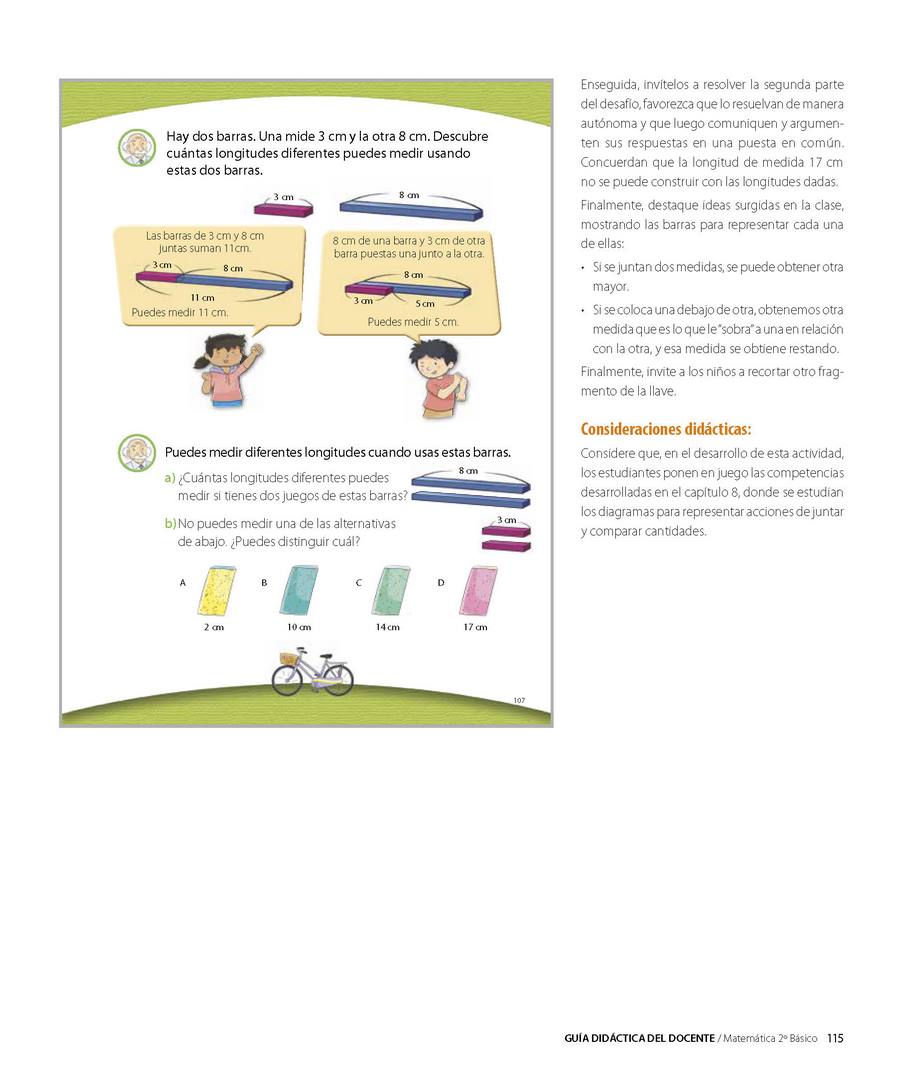 Hay dos barras. Una mide 3 cm y la otra 8 cm. Descubre
cuántas longitudes diferentes puedes medir usando
estas dos barras.
3 cm
8 cm
Las barras de 3 cm y 8 cm
juntas suman 11cm.
3 cm
8 cm
11 cm
Puedes medir 11 cm.
8 cm de una barra y 3 cm de otra
barra puestas una junto a la otra.
8 cm
3 cm
5 cm
Puedes medir 5 cm.
Puedes medir diferentes longitudes cuando usas estas barras.
a) ¿Cuántas longitudes diferentes puedes
medir si tienes dos juegos de estas barras?
8 cm
b) No puedes medir una de las alternativas
de abajo. ¿Puedes distinguir cuál?
3 cm
A
B
C
D
2 cm
10 cm
14 cm
17 cm
107
Enseguida, invítelos a resolver la segunda parte
del desafío, favorezca que lo resuelvan de manera
autónoma y que luego comuniquen y argumen-
ten sus respuestas en una puesta en común.
Concuerdan que la longitud de medida 17 cm
no se puede construir con las longitudes dadas.
Finalmente, destaque ideas surgidas en la clase,
mostrando las barras para representar cada una
de ellas:
• Si se juntan dos medidas, se puede obtener otra
mayor.
• Si se coloca una debajo de otra, obtenemos otra
medida que es lo que le “sobra” a una en relación
con la otra, y esa medida se obtiene restando.
Finalmente, invite a los niños a recortar otro frag-
mento de la llave.
Consideraciones didácticas:
Considere que, en el desarrollo de esta actividad,
los estudiantes ponen en juego las competencias
desarrolladas en el capítulo 8, donde se estudian
los diagramas para representar acciones de juntar
y comparar cantidades.
GUÍA DIDÁCTICA DEL DOCENTE / Matemática 2º Básico 115